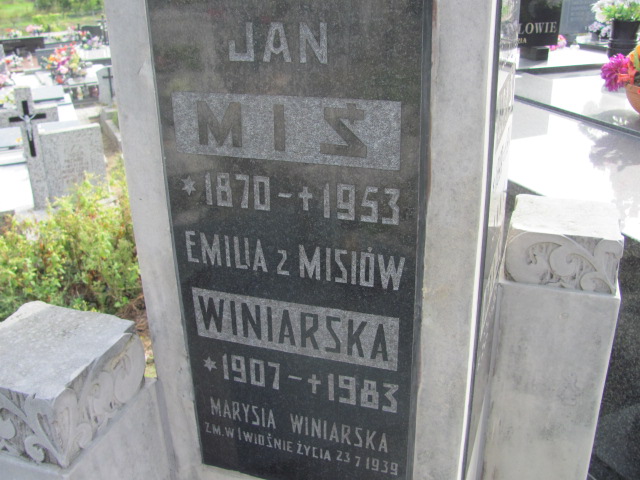 JAN
MIŚ
*1870-†1953
EMILIA z MISIÓW
WINIARSKA
*1907-†1983
MARYSIA WINIARSKA
ZM. W I WIOŚNIE ŻYCIA 23 7 1939